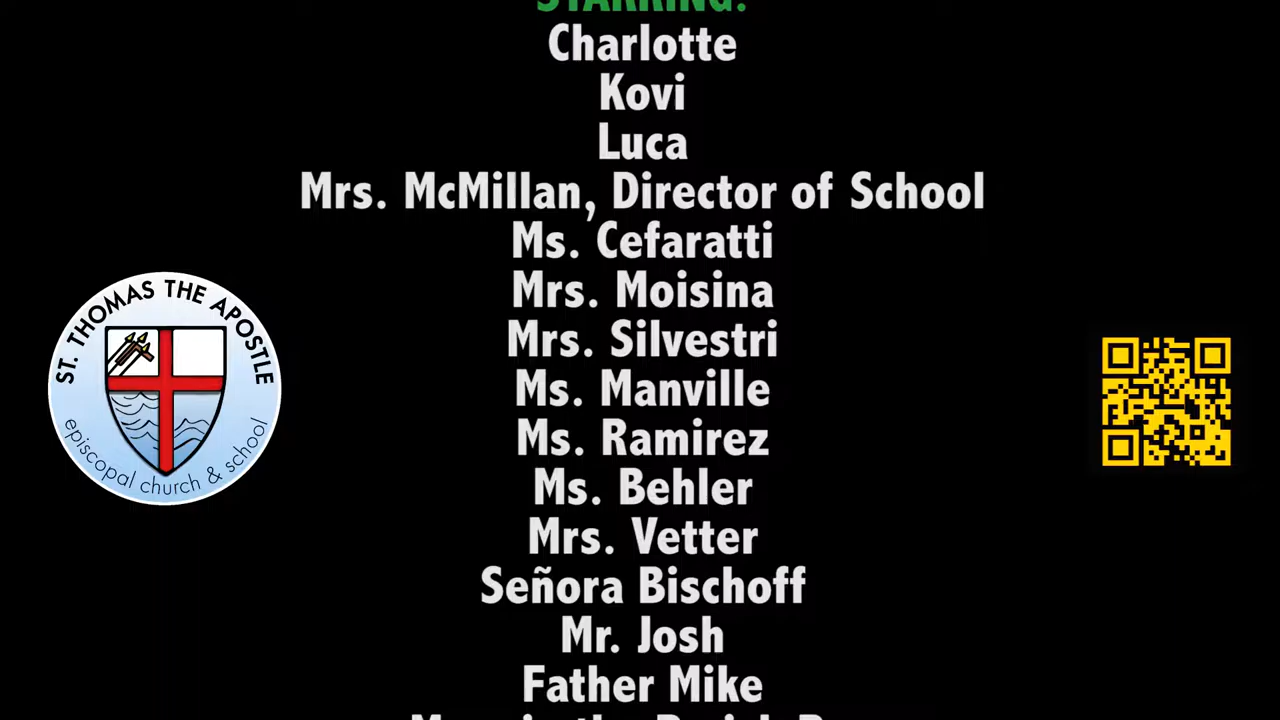 STARRING:
Charlotte
Kovi
Luca
Mrs. McMillan, Director of School
Ms. Cefaratti
Mrs. Moisina
Mrs. Silvestri
Ms. Manville
Ms. Ramirez
Ms. Behler
Mrs. Vetter
Señora Bischoff
Mr. Josh
Father Mike
ST. THOMAS THE APOSTLE
episcopal church & school